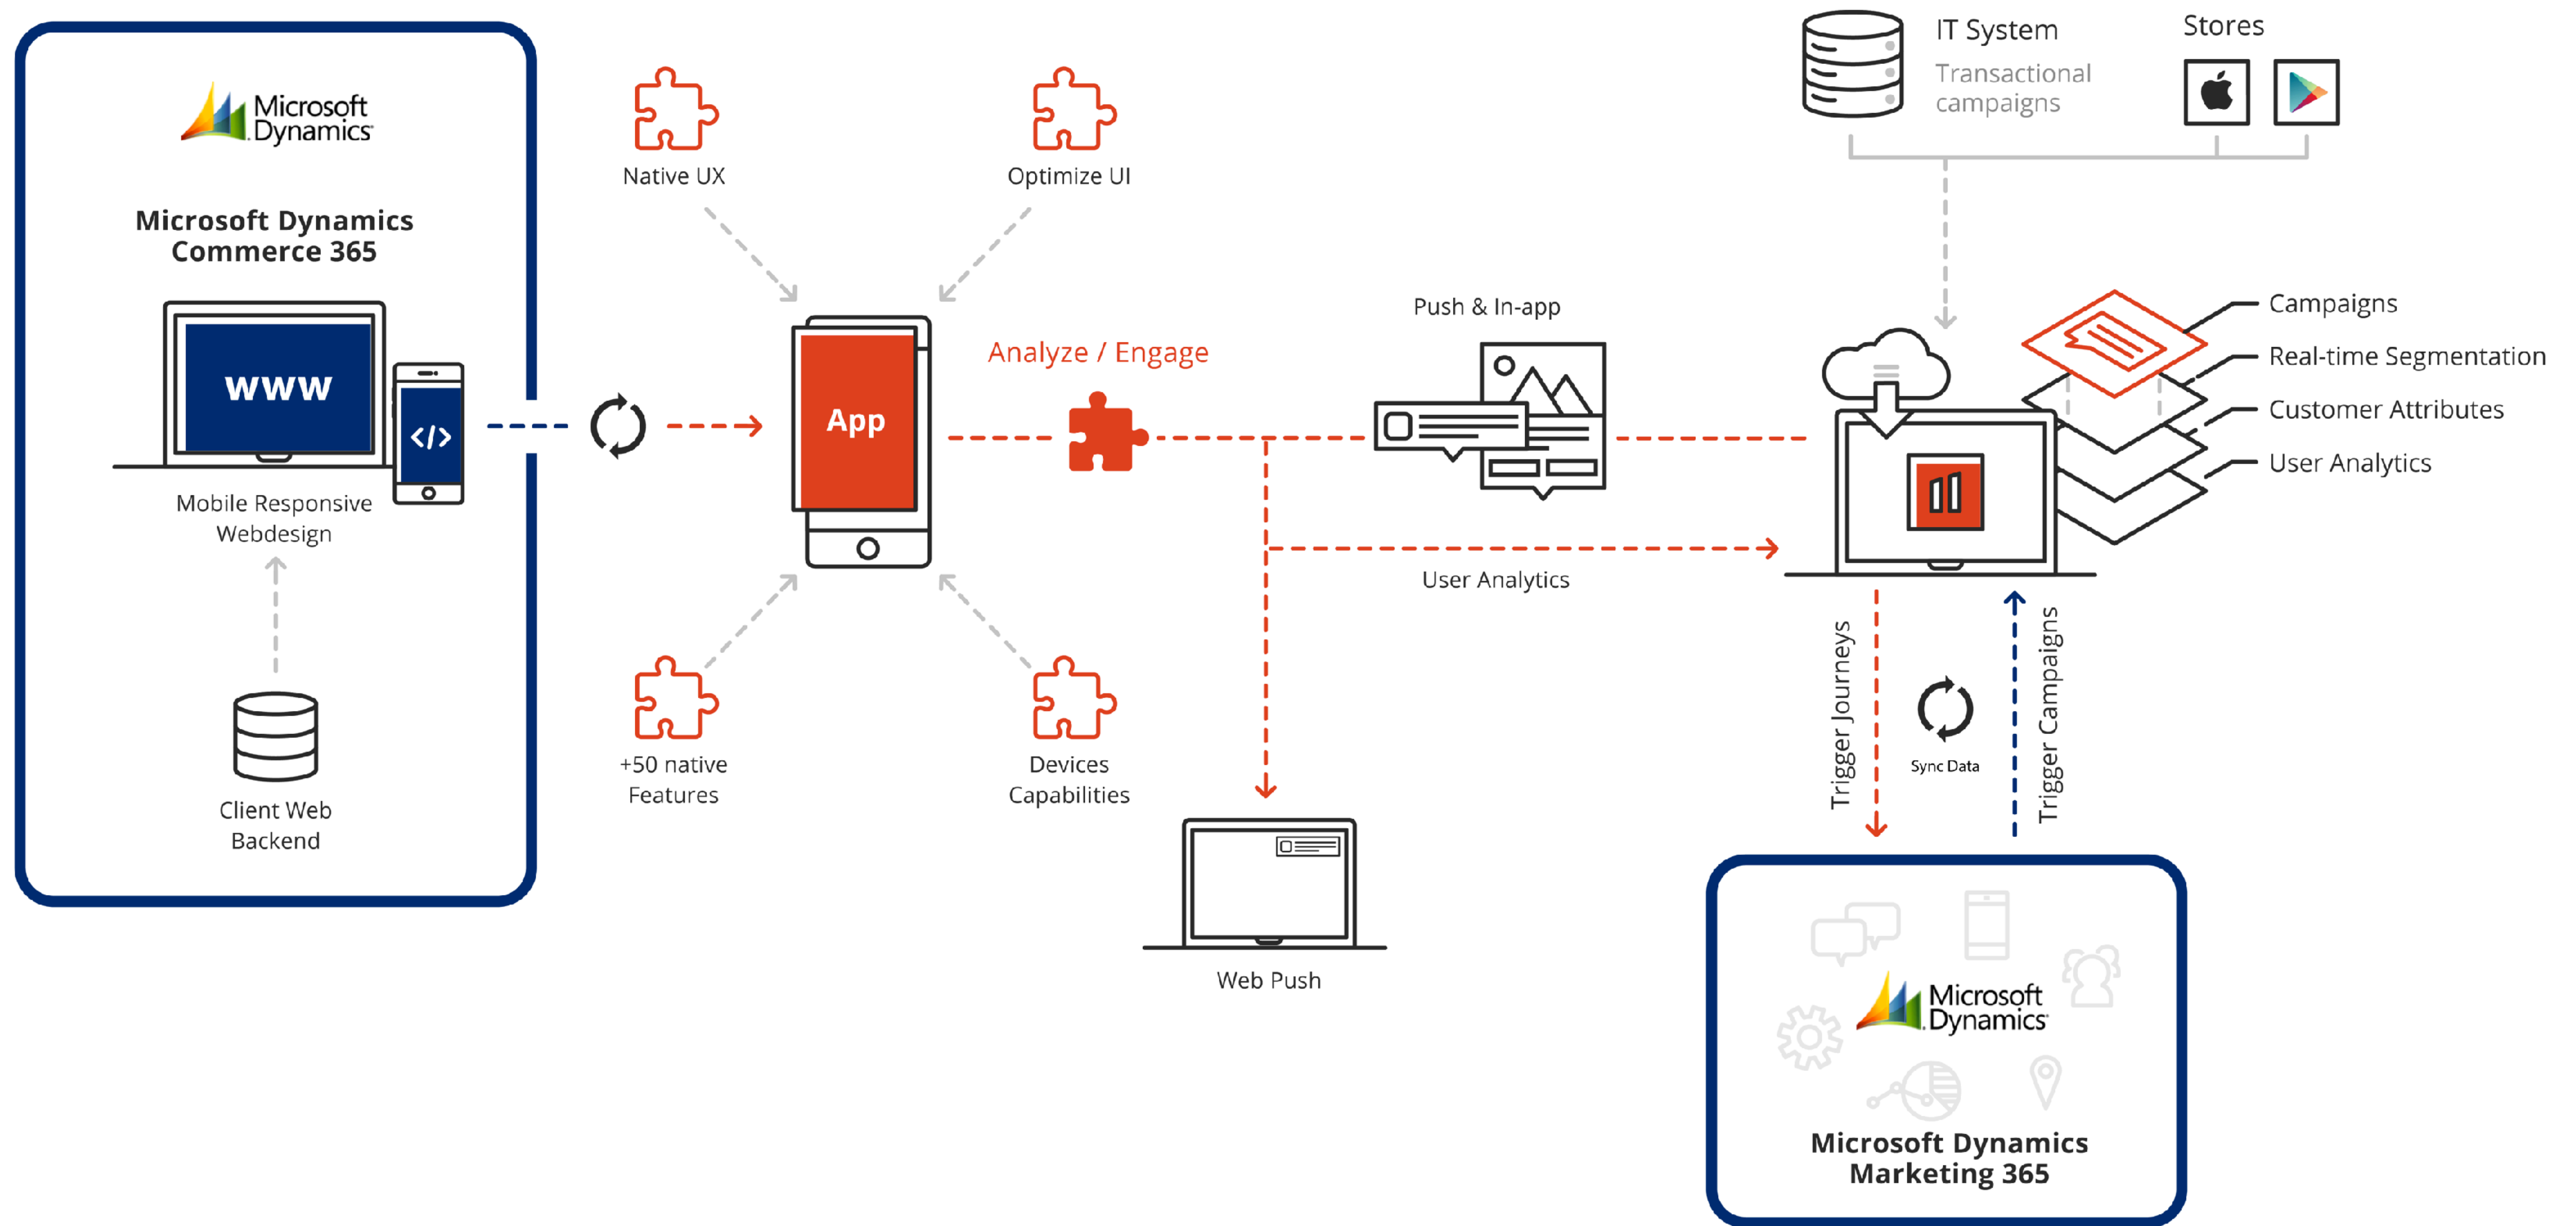 Microsoft
Dynamics
Microsoft Dynamics
Commerce 365
www
</>
Mobile Responsive
Webdesign
Client Web
Backend
Native UX
Optimize UI
App
+50 native
Features
Devices
Capabilities
Analyze / Engage
Push & In-app
User Analytics
Web Push
IT System
Transactional
campaigns
Stores
Campaigns
Real-time Segmentation
Customer Attributes
User Analytics
Trigger Journeys
Sync Data
Trigger Campaigns
Microsoft
Dynamics
Microsoft Dynamics
Marketing 365